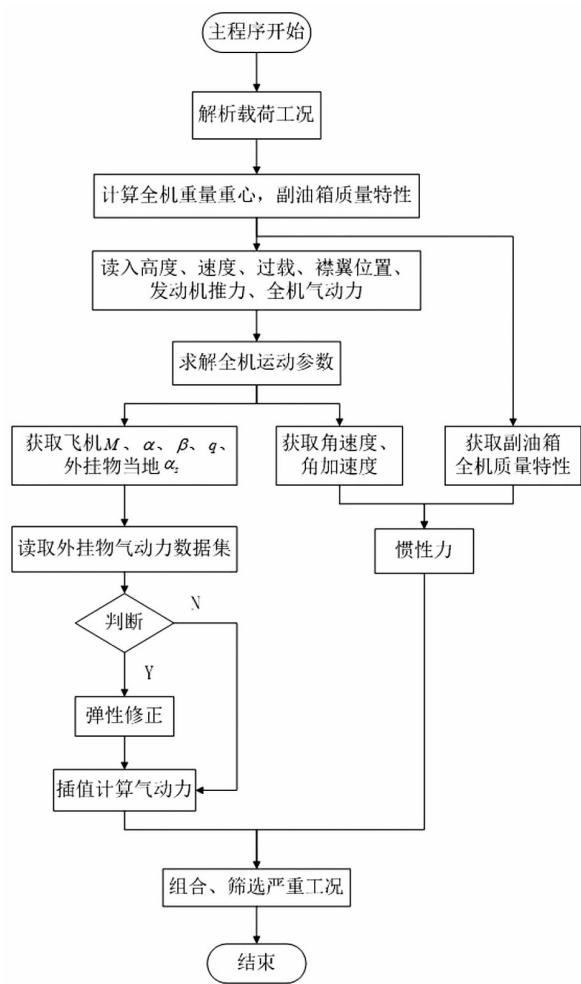 主程序开始
解析载荷工况
计算全机重量重心，副油箱质量特性
读入高度、速度、过载、襟翼位置、
发动机推力、全机气动力
求解全机运动参数
获取飞机M、α、β、q、
外挂物当地αs
获取角速度、
角加速度
获取副油箱
全机质量特性
读取外挂物气动力数据集
惯性力
判断
N
Y
弹性修正
插值计算气动力
组合、筛选严重工况
结束